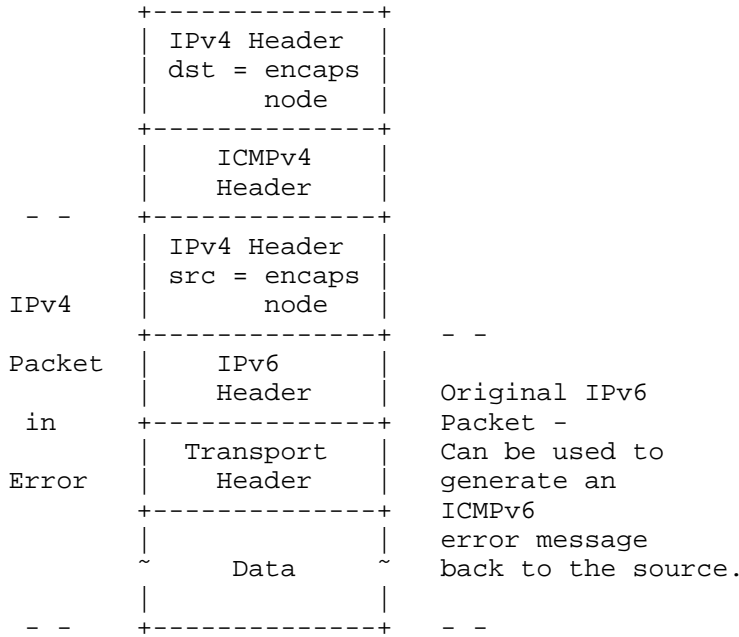 +--------------+
| IPv4 Header |
| dst = encaps |
| node |
+--------------+
| ICMPv4 |
| Header |
- - +--------------+
| IPv4 Header |
| src = encaps |
IPv4 | node |
+--------------+ - -
Packet | IPv6 |
| Header | Original IPv6
in +--------------+ Packet -
| Transport | Can be used to
Error | Header | generate an
+--------------+ ICMPv6
| | error message
~ Data ~ back to the source.
| |
- - +--------------+ - -